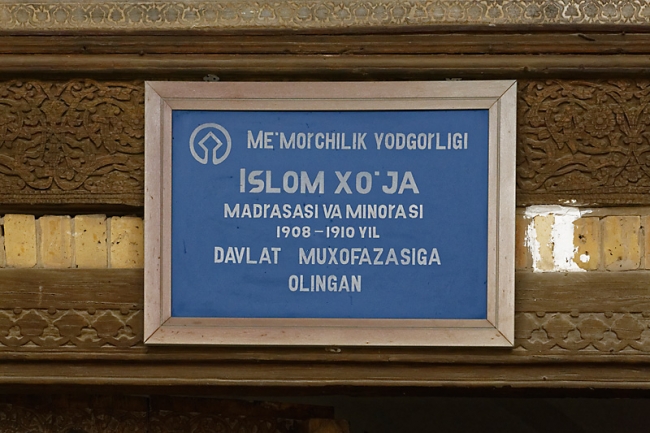 Me'morchilik yodgorligi
ISLOM XO'JA
MADrASASI VA MINOrASI
1908-1910 YIL
DAVLAT MUXOFAZASIGA
OLINGAN